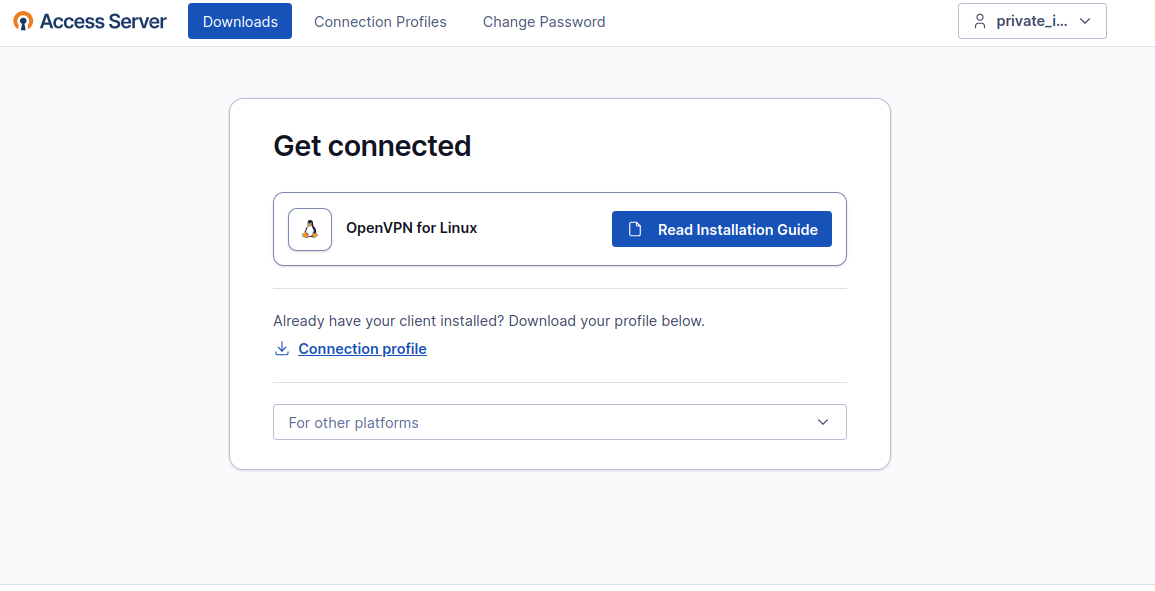 Access Server
Downloads
Connection Profiles
Change Password
private_i...
Get connected
OpenVPN for Linux
Read Installation Guide
Already have your client installed? Download your profile below.
Connection profile
For other platforms